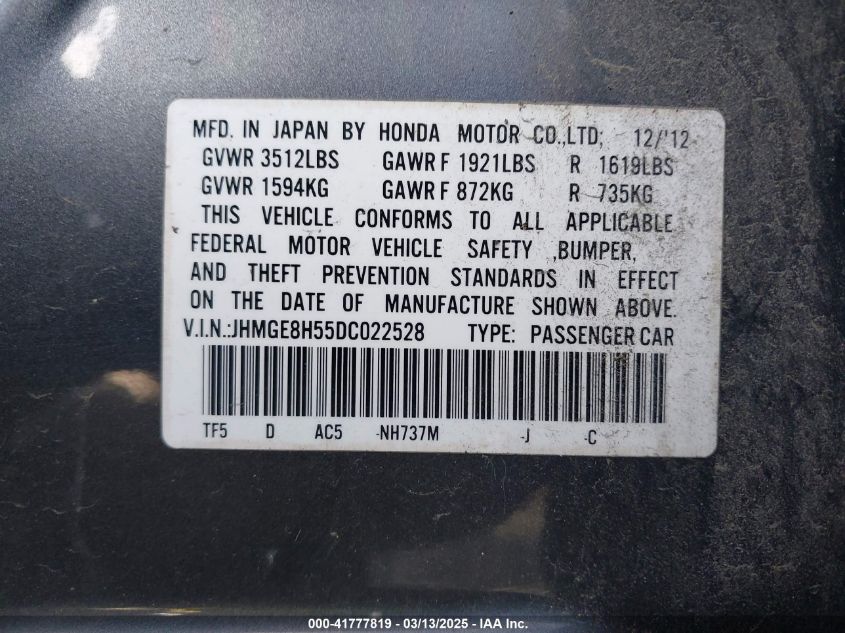 MFD. IN JAPAN BY HONDA MOTOR CO.,LTD; 12/'12
GVWR 3512LBS GAWR F 1921LBS R 1619LBS
GVWR 1594KG GAWR F 872KG R 735KG
THIS VEHICLE CONFORMS TO ALL APPLICABLE
FEDERAL MOTOR VEHICLE SAFETY ,BUMPER,
AND THEFT PREVENTION STANDARDS IN EFFECT
ON THE DATE OF MANUFACTURE SHOWN ABOVE.
V.I.N.:JHMGE8H55DC022528 TYPE: PASSENGER CAR
TF5 D AC5 -NH737M -J -C
000-41777819 - 03/13/2025 - IAA Inc.